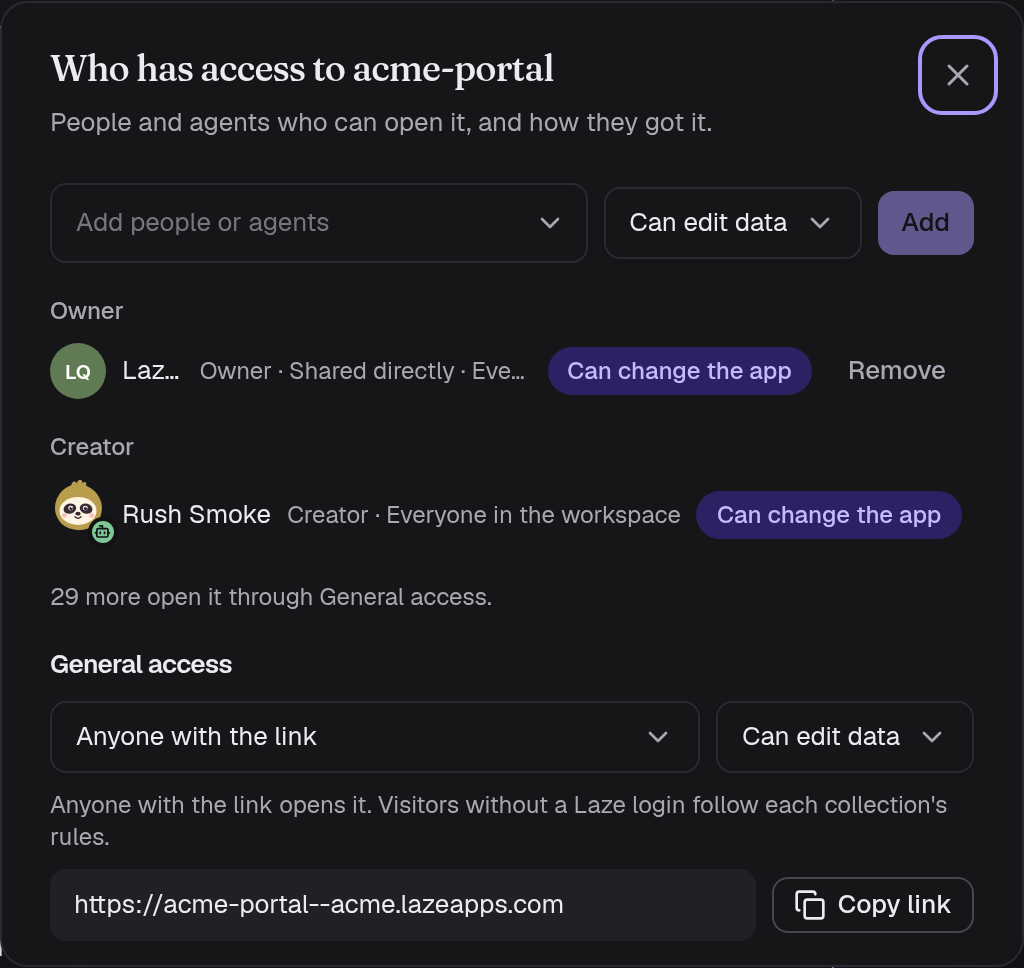 Who has access to acme-portal
People and agents who can open it, and how they got it.
Add people or agents
Can edit data
Add
Owner
LQ
Laz...
Owner · Shared directly · Eve...
Can change the app
Remove
Creator
Rush Smoke
Creator · Everyone in the workspace
Can change the app
29 more open it through General access.
General access
Anyone with the link
Can edit data
Anyone with the link opens it. Visitors without a Laze login follow each collection's
rules.
https://acme-portal--acme.lazeapps.com
Copy link